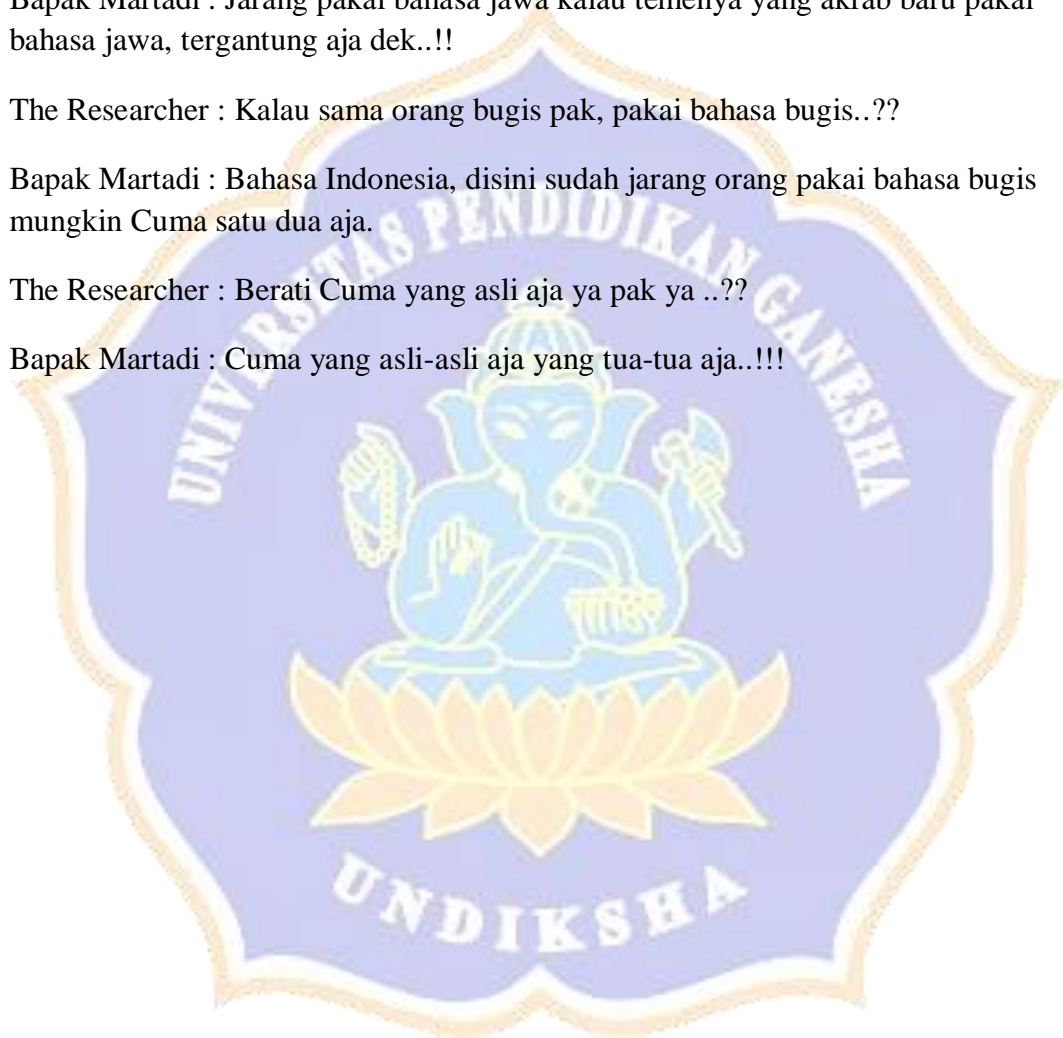 Bapak Martadi : Jarang pakai bahasa jawa kalau temenya yang akrab baru pakai
bahasa jawa, tergantung aja dek..!!
The Researcher : Kalau sama orang bugis pak, pakai bahasa bugis..??
Bapak Martadi : Bahasa Indonesia, disini sudah jarang orang pakai bahasa bugis
mungkin Cuma satu dua aja.
The Researcher : Berati Cuma yang asli aja ya pak ya ..??
Bapak Martadi : Cuma yang asli-asli aja yang tua-tua aja..!!!
UNIVERSITAS PENDIDIKAN GANESHA
UNDIKSHA